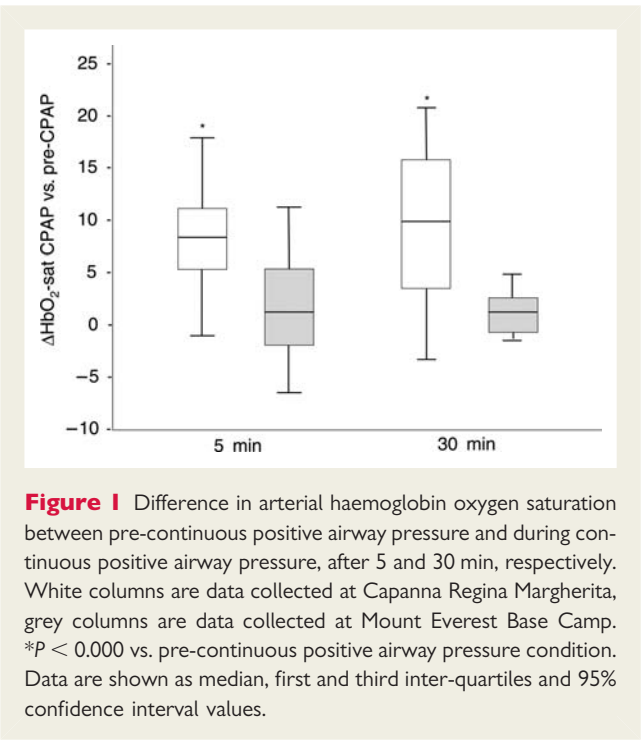 25
20
15
10
5
0
−5
−10
ΔHbO₂-sat CPAP vs. pre-CPAP
*
*
5 min
30 min
Figure 1 Difference in arterial haemoglobin oxygen saturation
between pre-continuous positive airway pressure and during con-
tinuous positive airway pressure, after 5 and 30 min, respectively.
White columns are data collected at Capanna Regina Margherita,
grey columns are data collected at Mount Everest Base Camp.
*P < 0.000 vs. pre-continuous positive airway pressure condition.
Data are shown as median, first and third inter-quartiles and 95%
confidence interval values.